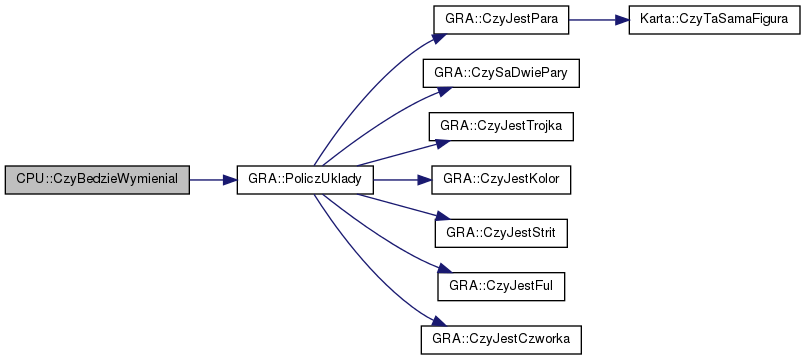 CPU::CzyBedzieWymienial
GRA::PoliczUklady
GRA::CzyJestPara
Karta::CzyTaSamaFigura
GRA::CzySaDwiePary
GRA::CzyJestTrojka
GRA::CzyJestKolor
GRA::CzyJestStrit
GRA::CzyJestFul
GRA::CzyJestCzworka